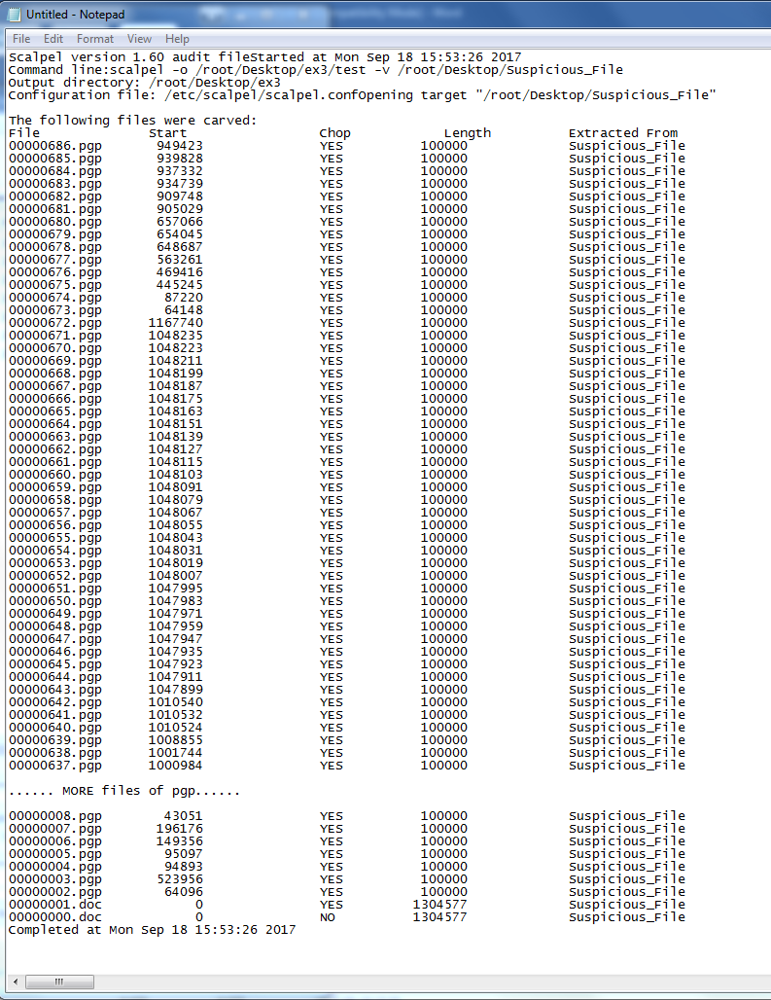 Untitled - Notepad
File Edit Format View Help
Scalpel version 1.60 audit fileStarted at Mon Sep 18 15:53:26 2017
Command line:scalpel -o /root/Desktop/ex3/test -v /root/Desktop/Suspicious_File
Output directory: /root/Desktop/ex3
Configuration file: /etc/scalpel/scalpel.confOpening target "/root/Desktop/Suspicious_File"
The following files were carved:
File Start Chop Length Extracted From
00000686.pgp 949423 YES 100000 Suspicious_File
00000685.pgp 939828 YES 100000 Suspicious_File
00000684.pgp 937332 YES 100000 Suspicious_File
00000683.pgp 934739 YES 100000 Suspicious_File
00000682.pgp 909748 YES 100000 Suspicious_File
00000681.pgp 905029 YES 100000 Suspicious_File
00000680.pgp 657066 YES 100000 Suspicious_File
00000679.pgp 654045 YES 100000 Suspicious_File
00000678.pgp 648687 YES 100000 Suspicious_File
00000677.pgp 563261 YES 100000 Suspicious_File
00000676.pgp 469416 YES 100000 Suspicious_File
00000675.pgp 445245 YES 100000 Suspicious_File
00000674.pgp 87220 YES 100000 Suspicious_File
00000673.pgp 64148 YES 100000 Suspicious_File
00000672.pgp 1167740 YES 100000 Suspicious_File
00000671.pgp 1048235 YES 100000 Suspicious_File
00000670.pgp 1048223 YES 100000 Suspicious_File
00000669.pgp 1048211 YES 100000 Suspicious_File
00000668.pgp 1048199 YES 100000 Suspicious_File
00000667.pgp 1048187 YES 100000 Suspicious_File
00000666.pgp 1048175 YES 100000 Suspicious_File
00000665.pgp 1048163 YES 100000 Suspicious_File
00000664.pgp 1048151 YES 100000 Suspicious_File
00000663.pgp 1048139 YES 100000 Suspicious_File
00000662.pgp 1048127 YES 100000 Suspicious_File
00000661.pgp 1048115 YES 100000 Suspicious_File
00000660.pgp 1048103 YES 100000 Suspicious_File
00000659.pgp 1048091 YES 100000 Suspicious_File
00000658.pgp 1048079 YES 100000 Suspicious_File
00000657.pgp 1048067 YES 100000 Suspicious_File
00000656.pgp 1048055 YES 100000 Suspicious_File
00000655.pgp 1048043 YES 100000 Suspicious_File
00000654.pgp 1048031 YES 100000 Suspicious_File
00000653.pgp 1048019 YES 100000 Suspicious_File
00000652.pgp 1048007 YES 100000 Suspicious_File
00000651.pgp 1047995 YES 100000 Suspicious_File
00000650.pgp 1047983 YES 100000 Suspicious_File
00000649.pgp 1047971 YES 100000 Suspicious_File
00000648.pgp 1047959 YES 100000 Suspicious_File
00000647.pgp 1047947 YES 100000 Suspicious_File
00000646.pgp 1047935 YES 100000 Suspicious_File
00000645.pgp 1047923 YES 100000 Suspicious_File
00000644.pgp 1047911 YES 100000 Suspicious_File
00000643.pgp 1047899 YES 100000 Suspicious_File
00000642.pgp 1010540 YES 100000 Suspicious_File
00000641.pgp 1010532 YES 100000 Suspicious_File
00000640.pgp 1010524 YES 100000 Suspicious_File
00000639.pgp 1008855 YES 100000 Suspicious_File
00000638.pgp 1001744 YES 100000 Suspicious_File
00000637.pgp 1000984 YES 100000 Suspicious_File
...... MORE files of pgp......
00000008.pgp 43051 YES 100000 Suspicious_File
00000007.pgp 196176 YES 100000 Suspicious_File
00000006.pgp 149356 YES 100000 Suspicious_File
00000005.pgp 95097 YES 100000 Suspicious_File
00000004.pgp 94893 YES 100000 Suspicious_File
00000003.pgp 523956 YES 100000 Suspicious_File
00000002.pgp 64096 YES 100000 Suspicious_File
00000001.doc 0 YES 1304577 Suspicious_File
00000000.doc 0 NO 1304577 Suspicious_File
Completed at Mon Sep 18 15:53:26 2017